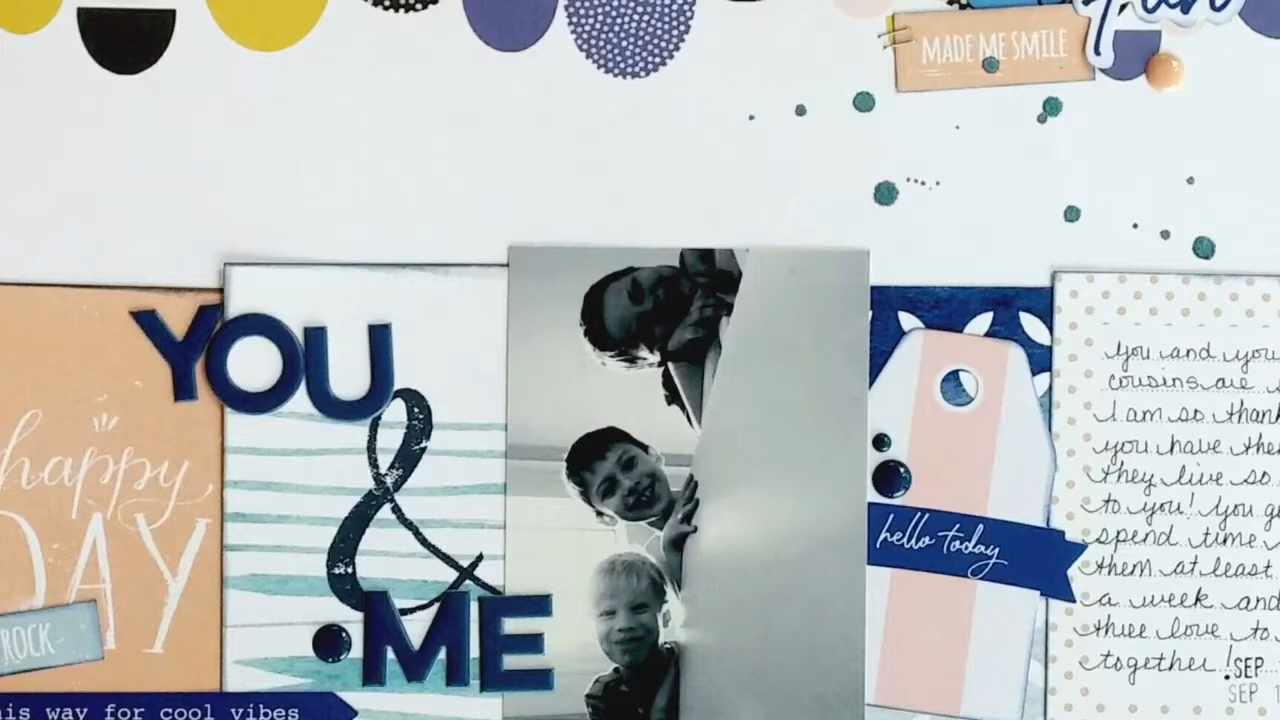 fun
MADE ME SMILE
happy
DAY
ROCK
this way for cool vibes
YOU
&
ME
hello today
you and you
cousins are
I am so thank
you have the
they live so
to you! You g
spend time
them at least
a week and
three love to
together!
SEP
SEP 1